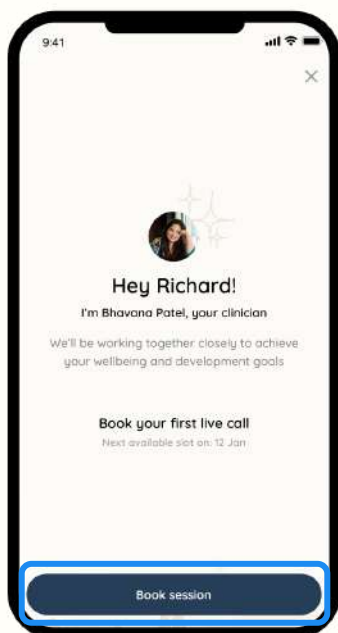 9:41
Hey Richard!
I'm Bhavana Patel, your clinician
We'll be working together closely to achieve
your wellbeing and development goals
Book your first live call
Next available slot on: 12 Jan
Book session